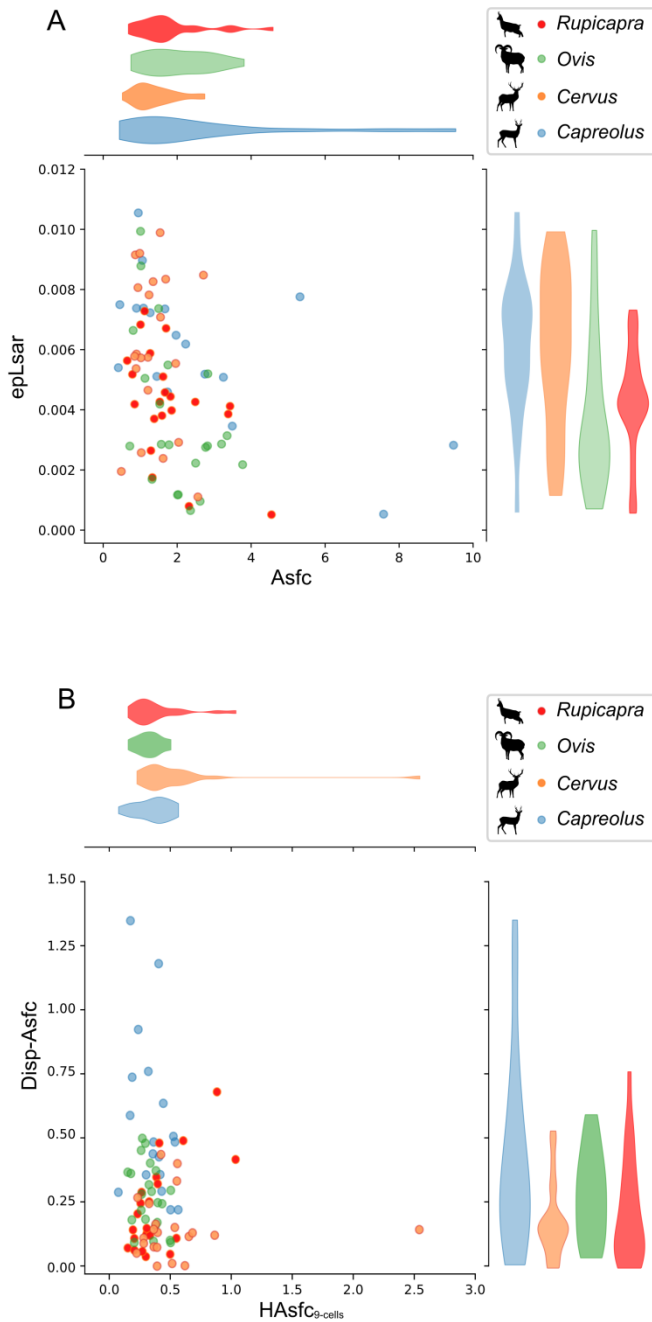 A
Rupicapra
Ovis
Cervus
Capreolus
0.012
0.010
0.008
0.006
0.004
0.002
0.000
epLsar
0 2 4 6 8 10
Asfc
B
Rupicapra
Ovis
Cervus
Capreolus
1.50
1.25
1.00
0.75
0.50
0.25
0.00
Disp-Asfc
0.0 0.5 1.0 1.5 2.0 2.5 3.0
HAsfc9-cells